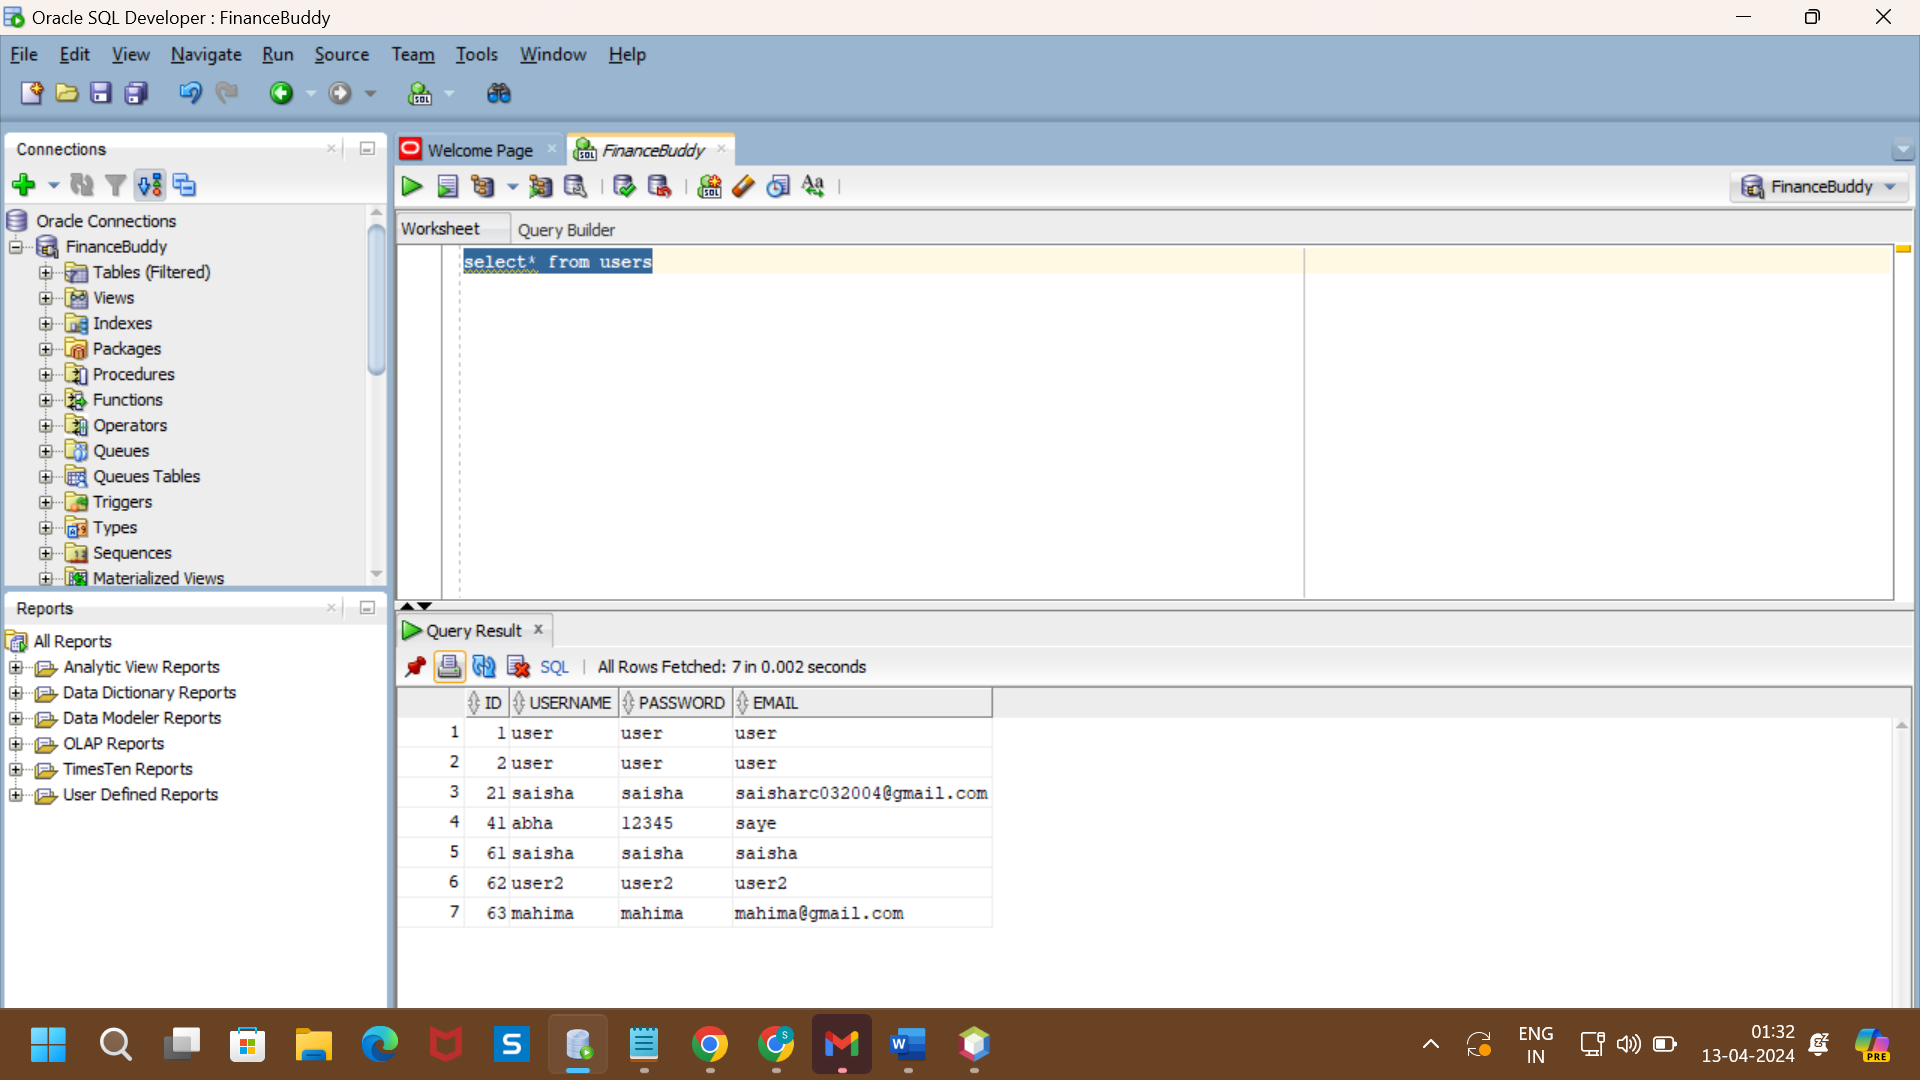 Oracle SQL Developer : FinanceBuddy
File Edit View Navigate Run Source Team Tools Window Help
Connections
Oracle Connections
FinanceBuddy
Tables (Filtered)
Views
Indexes
Packages
Procedures
Functions
Operators
Queues
Queues Tables
Triggers
Types
Sequences
Materialized Views
Reports
All Reports
Analytic View Reports
Data Dictionary Reports
Data Modeler Reports
OLAP Reports
TimesTen Reports
User Defined Reports
Welcome Page FinanceBuddy
FinanceBuddy
Worksheet Query Builder
select* from users
Query Result
SQL All Rows Fetched: 7 in 0.002 seconds
ID USERNAME PASSWORD EMAIL
1 1 user user user
2 2 user user user
3 21 saisha saisha saisharc032004@gmail.com
4 41 abha 12345 saye
5 61 saisha saisha saisha
6 62 user2 user2 user2
7 63 mahima mahima mahima@gmail.com
ENG
IN
01:32
13-04-2024
PRE